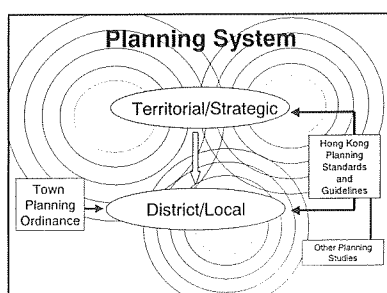 Planning System
Territorial/Strategic
Hong Kong
Planning
Standards
and
Guidelines
Town
Planning
Ordinance
District/Local
Other Planning
Studies